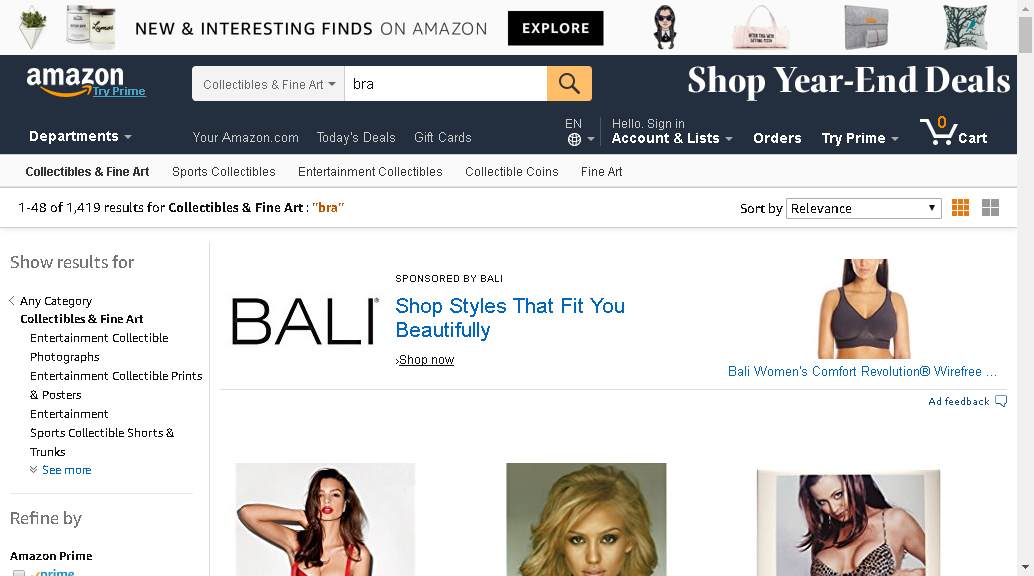 NEW & INTERESTING FINDS ON AMAZON
EXPLORE
amazon
Try Prime
Collectibles & Fine Art
bra
Shop Year-End Deals
Departments
Your Amazon.com
Today's Deals
Gift Cards
EN
Hello. Sign in
Account & Lists
Orders
Try Prime
0
Cart
Collectibles & Fine Art
Sports Collectibles
Entertainment Collectibles
Collectible Coins
Fine Art
1-48 of 1,419 results for Collectibles & Fine Art : "bra"
Sort by
Relevance
Show results for
Any Category
Collectibles & Fine Art
Entertainment Collectible
Photographs
Entertainment Collectible Prints
& Posters
Entertainment
Sports Collectible Shorts &
Trunks
See more
Refine by
Amazon Prime
prime
BALI®
SPONSORED BY BALI
Shop Styles That Fit You
Beautifully
›Shop now
Bali Women's Comfort Revolution® Wirefree ...
Ad feedback